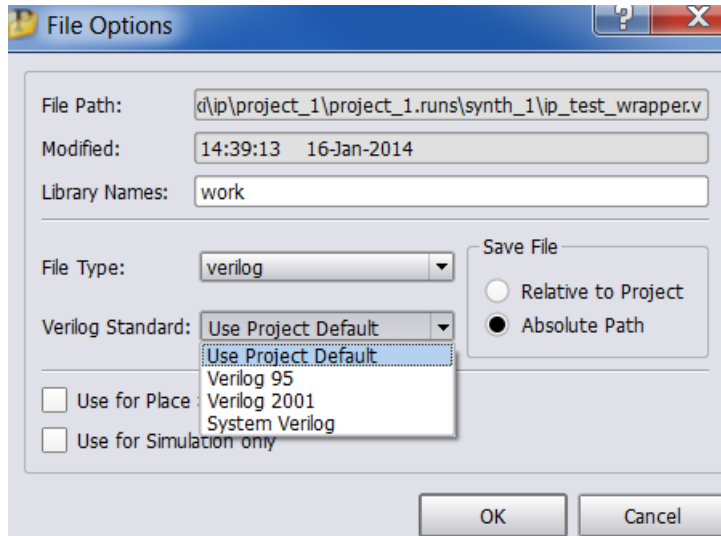 File Options
File Path: \ip\project_1\project_1.runs\synth_1\ip_test_wrapper.v
Modified: 14:39:13 16-Jan-2014
Library Names: work
Save File
File Type: verilog
Relative to Project
Verilog Standard: Use Project Default
Absolute Path
Use Project Default
Verilog 95
Verilog 2001
System Verilog
Use for Place
Use for Simulation only
OK Cancel